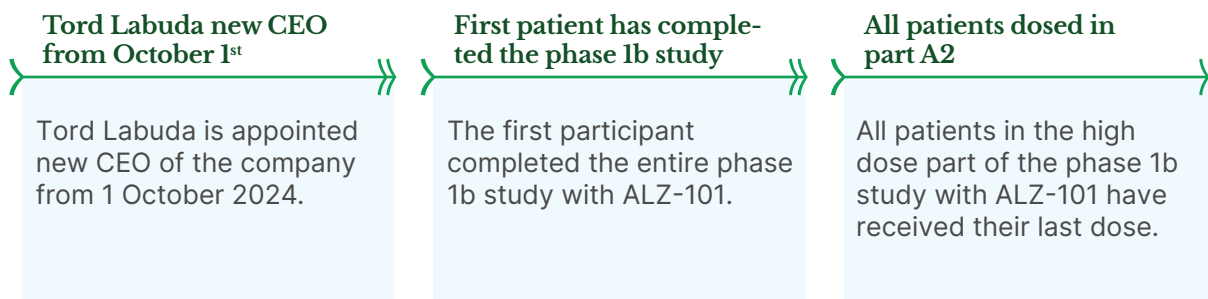 Tord Labuda new CEO
from October 1st
Tord Labuda is appointed
new CEO of the company
from 1 October 2024.
First patient has comple-
ted the phase 1b study
The first participant
completed the entire phase
1b study with ALZ-101.
All patients dosed in
part A2
All patients in the high
dose part of the phase 1b
study with ALZ-101 have
received their last dose.